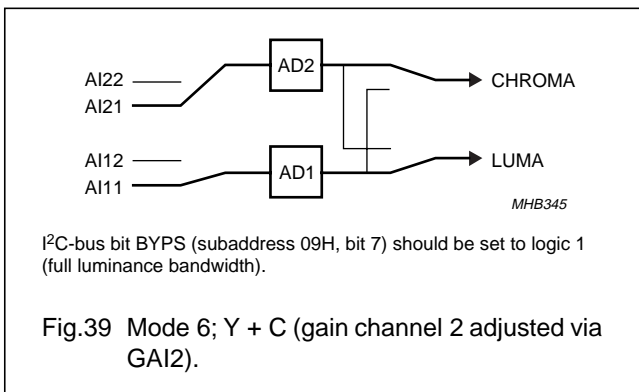 AI22
AI21
AD2
CHROMA
AI12
AI11
AD1
LUMA
MHB345
I²C-bus bit BYPS (subaddress 09H, bit 7) should be set to logic 1
(full luminance bandwidth).
Fig.39 Mode 6; Y + C (gain channel 2 adjusted via
GAI2).